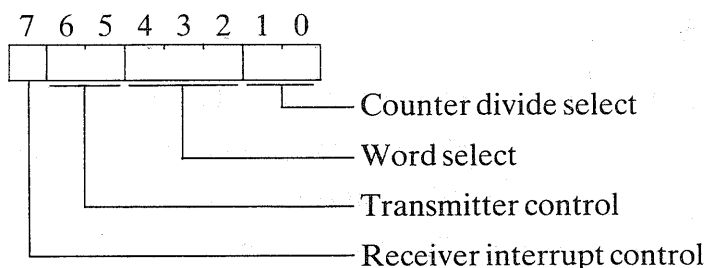 7 6 5 4 3 2 1 0
Counter divide select
Word select
Transmitter control
Receiver interrupt control